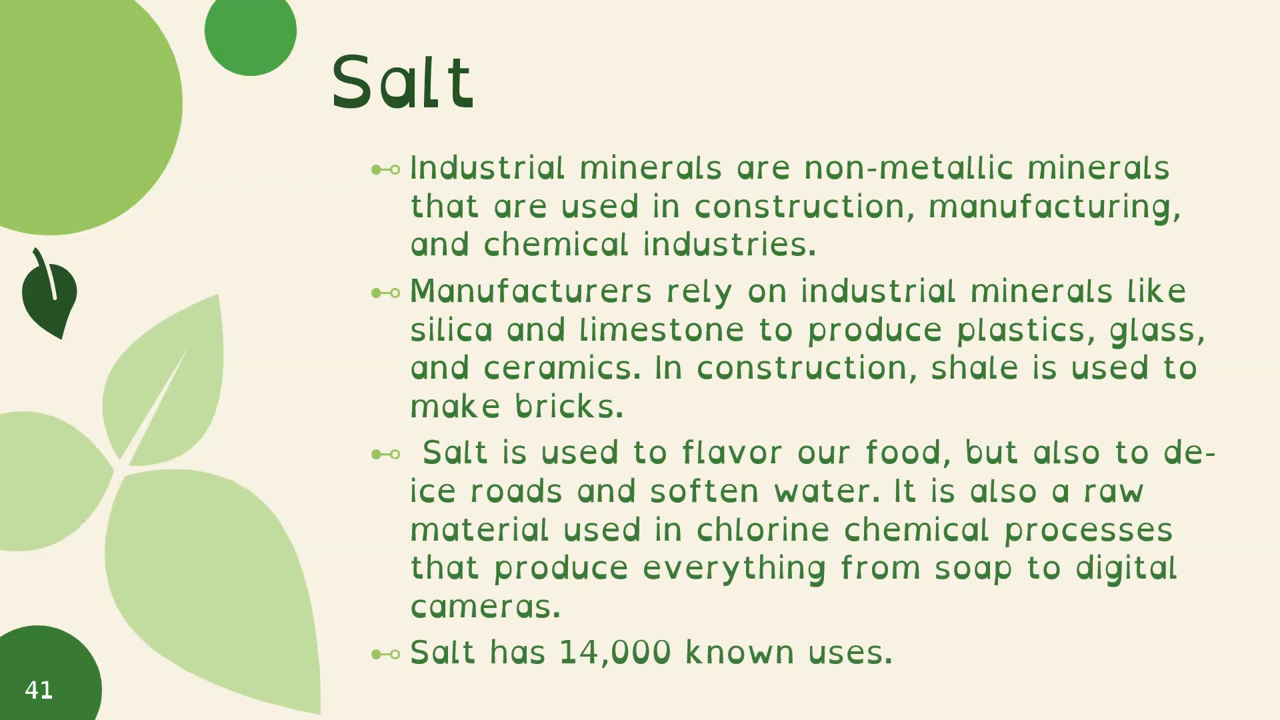 Salt
Industrial minerals are non-metallic minerals
that are used in construction, manufacturing,
and chemical industries.
Manufacturers rely on industrial minerals like
silica and limestone to produce plastics, glass,
and ceramics. In construction, shale is used to
make bricks.
Salt is used to flavor our food, but also to de-
ice roads and soften water. It is also a raw
material used in chlorine chemical processes
that produce everything from soap to digital
cameras.
Salt has 14,000 known uses.
41